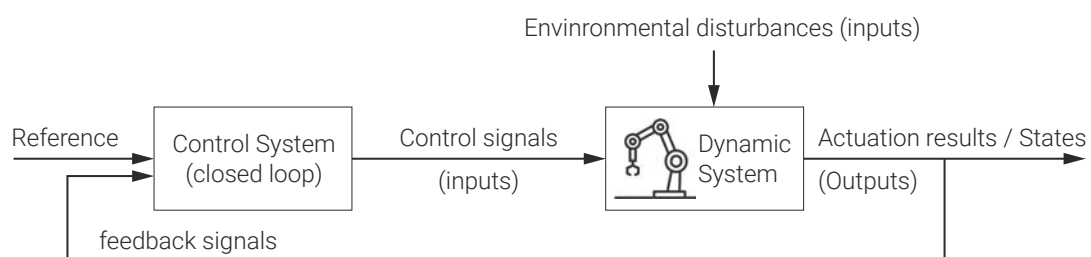 Envinronmental disturbances (inputs)
Reference
Control System
(closed loop)
Control signals
(inputs)
Dynamic
System
Actuation results / States
(Outputs)
feedback signals